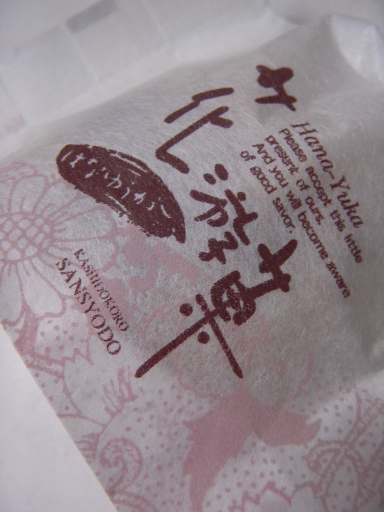 花游菓
Hana-Yuka
Please accept this little
present of ours.
And you will become aware
of good savor.
KASHIDOKORO
SANSYODO